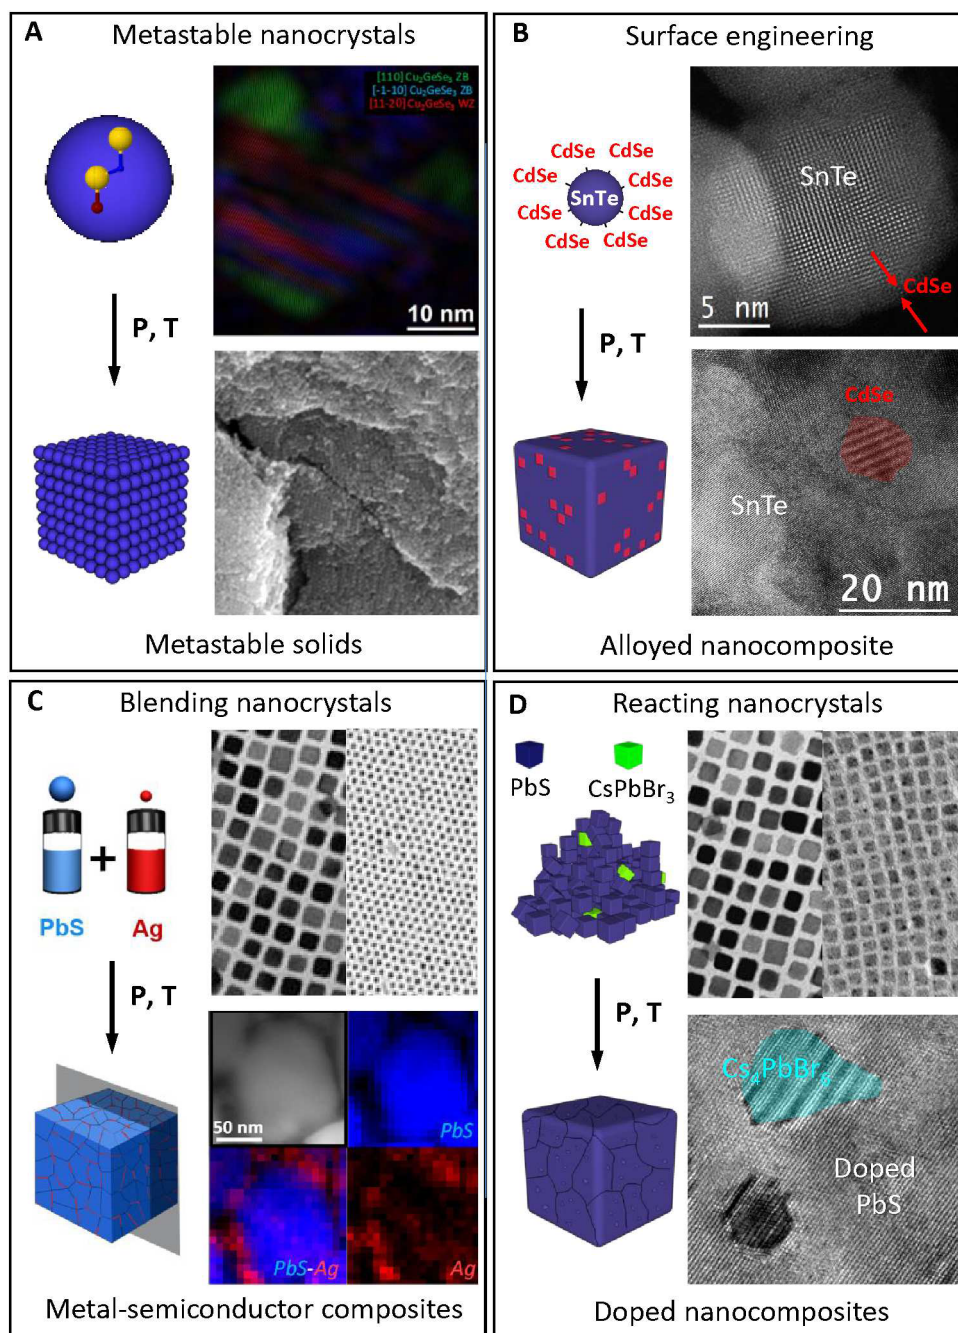 A
Metastable nanocrystals
[110] Cu₂GeSe₃ ZB
[-1-10] Cu₂GeSe₃ ZB
[11-20] Cu₂GeSe₃ WZ
10 nm
P, T
Metastable solids
B
Surface engineering
CdSe CdSe
CdSe CdSe
SnTe
CdSe CdSe
CdSe CdSe
SnTe
CdSe
5 nm
P, T
CdSe
SnTe
20 nm
Alloyed nanocomposite
C
Blending nanocrystals
+
PbS Ag
P, T
50 nm
PbS
PbS-Ag
Ag
Metal-semiconductor composites
D
Reacting nanocrystals
PbS CsPbBr₃
P, T
Cs₄PbBr₆
Doped
PbS
Doped nanocomposites